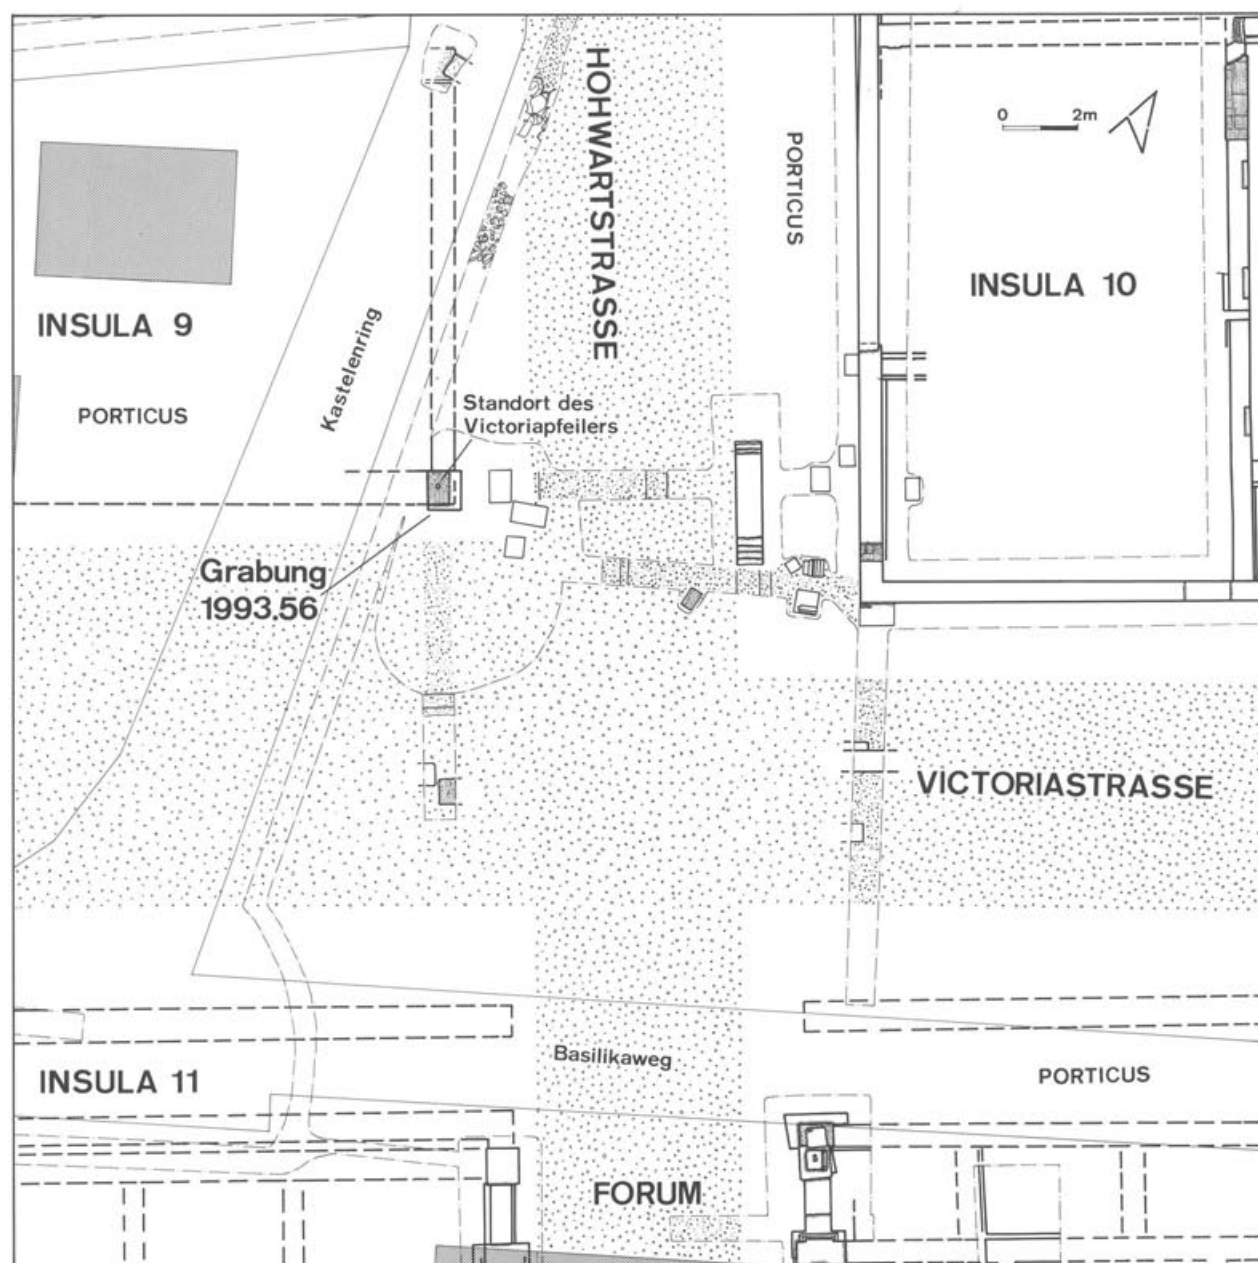 HOHWARTSTRASSE
PORTICUS
0 2m
INSULA 10
INSULA 9
Kastelenring
PORTICUS
Standort des
Victoriapfeilers
Grabung
1993.56
VICTORIASTRASSE
Basilikaweg
INSULA 11
PORTICUS
FORUM